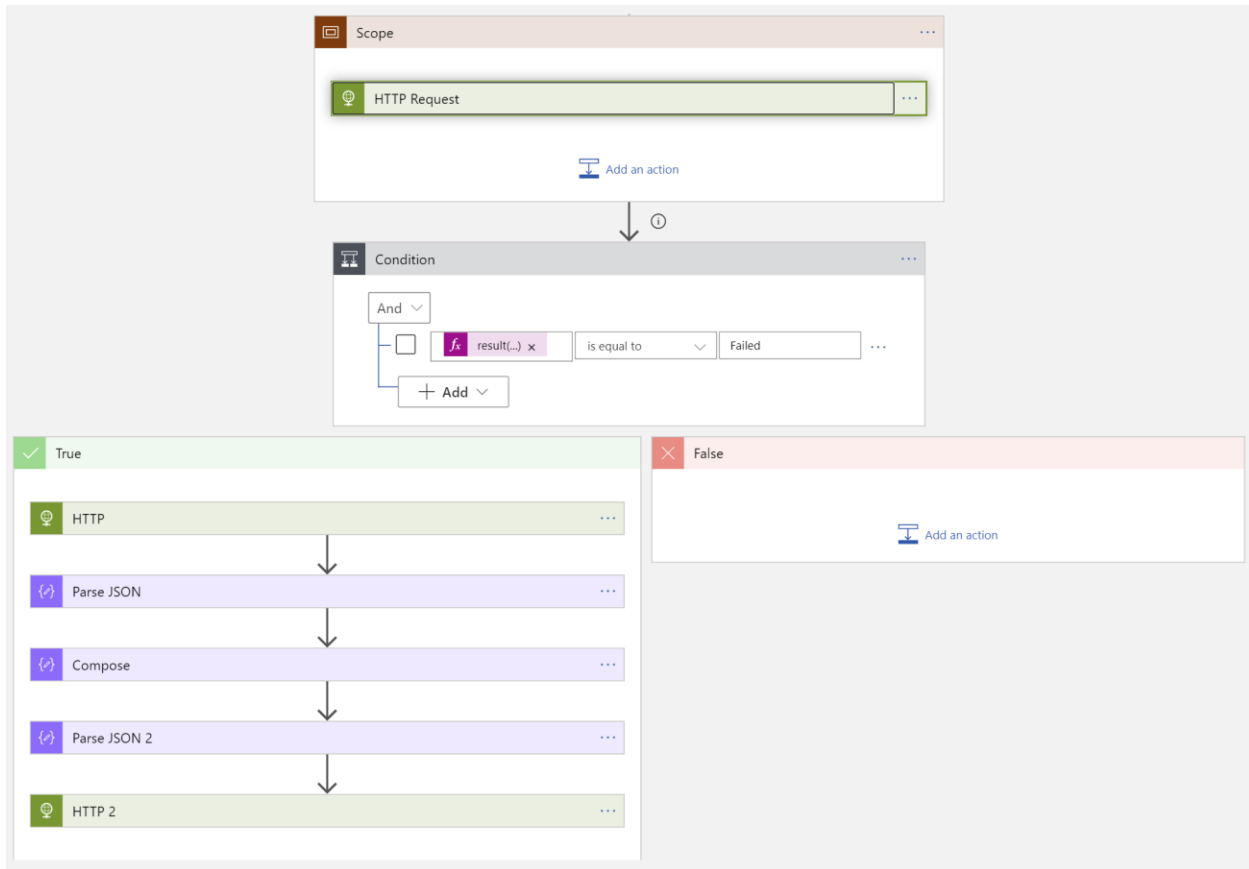 Scope
HTTP Request
Add an action
Condition
And
fx result(...) × is equal to Failed
+ Add
True
False
HTTP
Add an action
Parse JSON
Compose
Parse JSON 2
HTTP 2